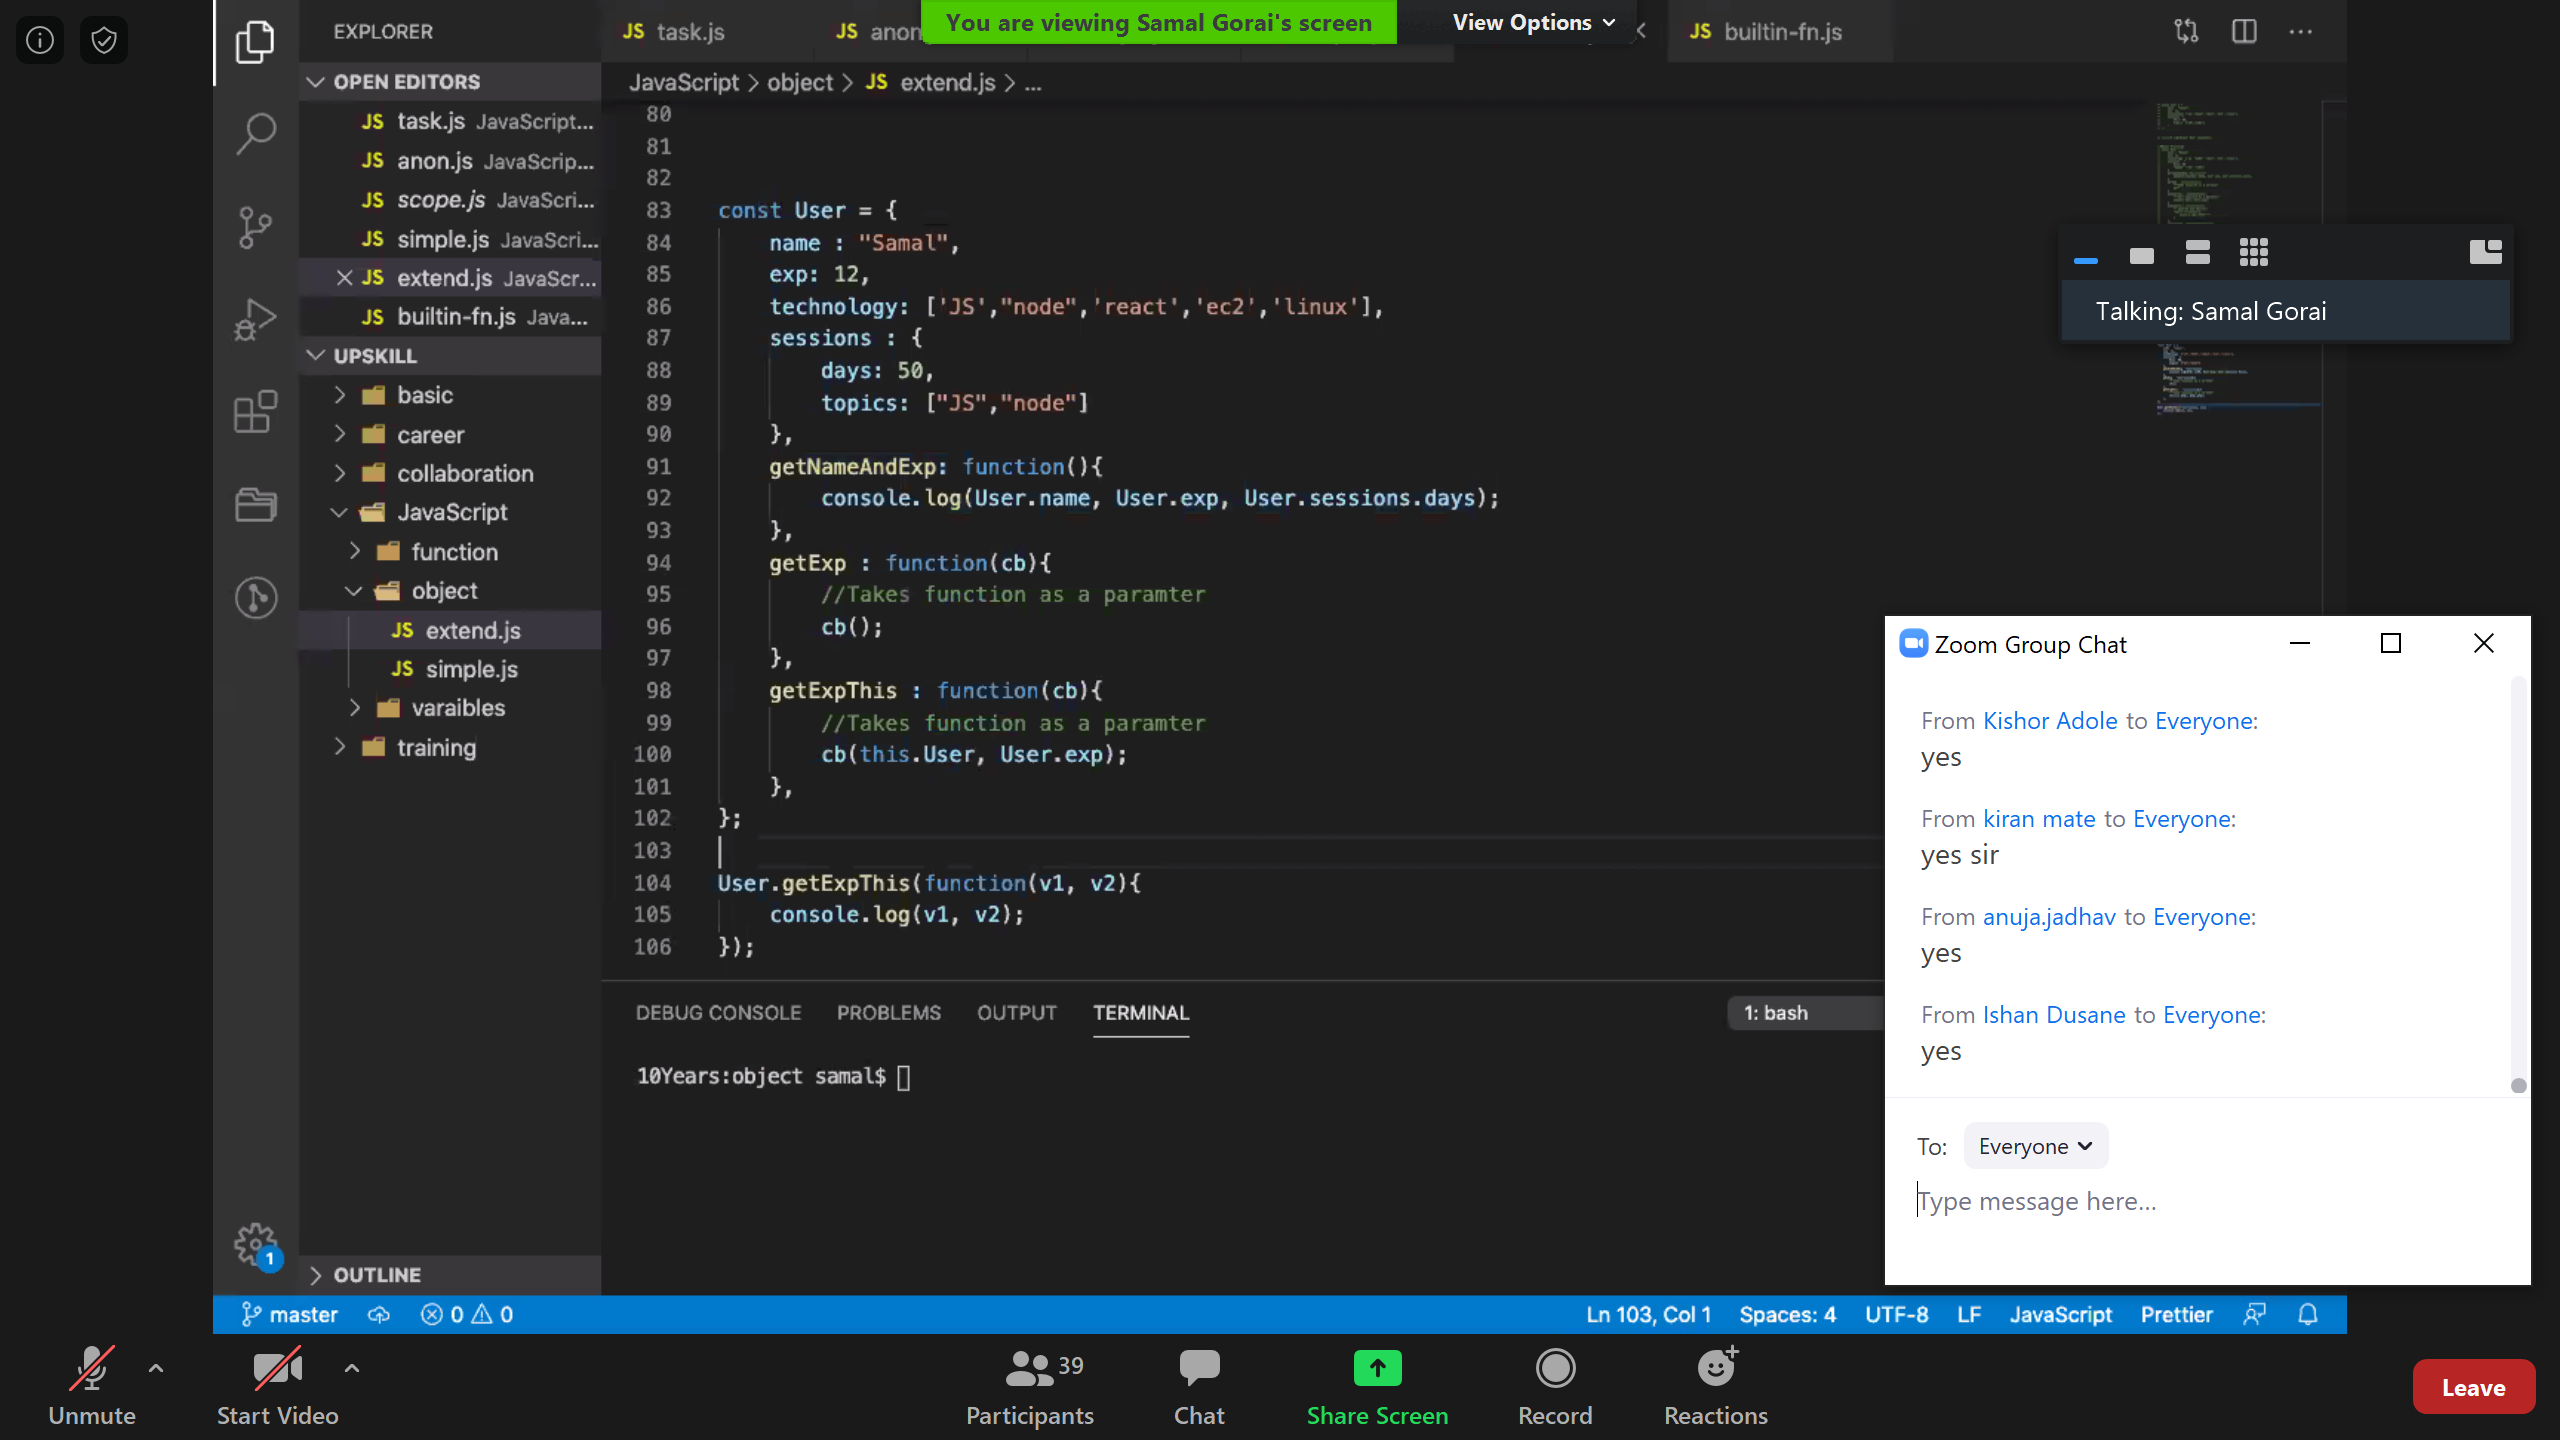 You are viewing Samal Gorai's screen
View Options
EXPLORER
JS task.js
JS anon
JS builtin-fn.js
JavaScript > object > JS extend.js > ...
OPEN EDITORS
JS task.js JavaScript...
JS anon.js JavaScrip...
JS scope.js JavaScri...
JS simple.js JavaScri...
JS extend.js JavaScr...
JS builtin-fn.js Java...
UPSKILL
basic
career
collaboration
JavaScript
function
object
JS extend.js
JS simple.js
varaibles
training
OUTLINE
80
81
82
83 const User = {
84 name : "Samal",
85 exp: 12,
86 technology: ['JS',"node",'react','ec2','linux'],
87 sessions : {
88 days: 50,
89 topics: ["JS","node"]
90 },
91 getNameAndExp: function(){
92 console.log(User.name, User.exp, User.sessions.days);
93 },
94 getExp : function(cb){
95 //Takes function as a paramter
96 cb();
97 },
98 getExpThis : function(cb){
99 //Takes function as a paramter
100 cb(this.User, User.exp);
101 },
102 };
103
104 User.getExpThis(function(v1, v2){
105 console.log(v1, v2);
106 });
DEBUG CONSOLE PROBLEMS OUTPUT TERMINAL
1: bash
10Years:object samal$
Talking: Samal Gorai
Zoom Group Chat
From Kishor Adole to Everyone:
yes
From kiran mate to Everyone:
yes sir
From anuja.jadhav to Everyone:
yes
From Ishan Dusane to Everyone:
yes
To: Everyone
Type message here...
1
master 0 0
Ln 103, Col 1 Spaces: 4 UTF-8 LF JavaScript Prettier
Unmute
Start Video
39
Participants
Chat
Share Screen
Record
Reactions
Leave